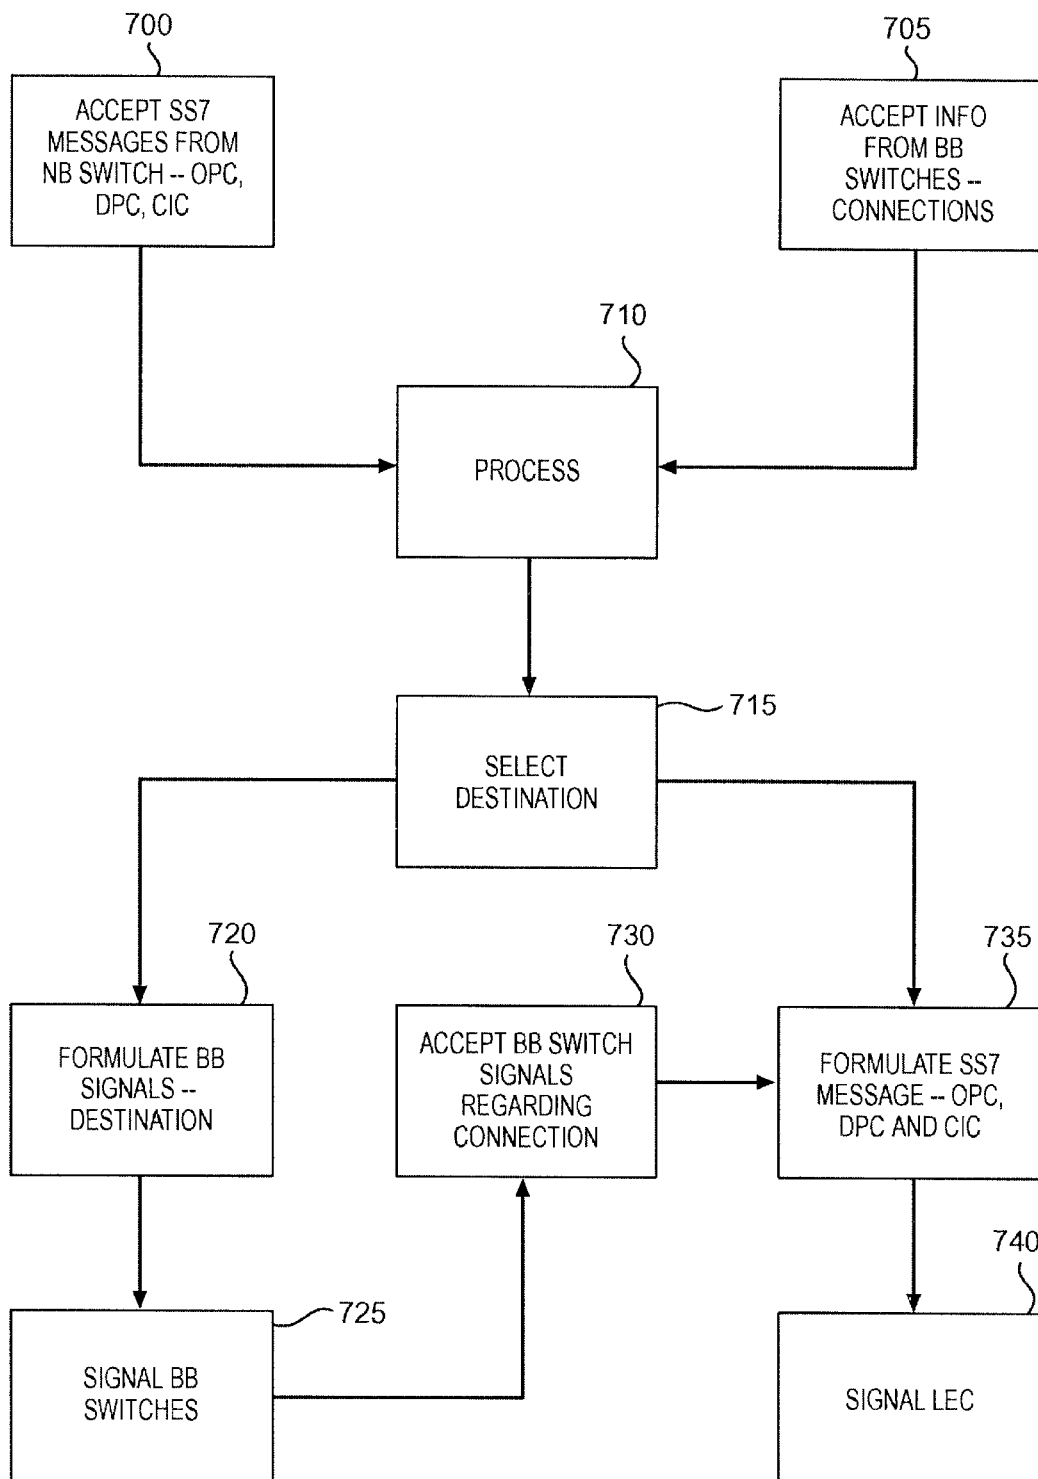 700
ACCEPT SS7
MESSAGES FROM
NB SWITCH -- OPC,
DPC, CIC
705
ACCEPT INFO
FROM BB
SWITCHES --
CONNECTIONS
710
PROCESS
715
SELECT
DESTINATION
720
FORMULATE BB
SIGNALS --
DESTINATION
730
ACCEPT BB SWITCH
SIGNALS
REGARDING
CONNECTION
735
FORMULATE SS7
MESSAGE -- OPC,
DPC AND CIC
725
SIGNAL BB
SWITCHES
740
SIGNAL LEC